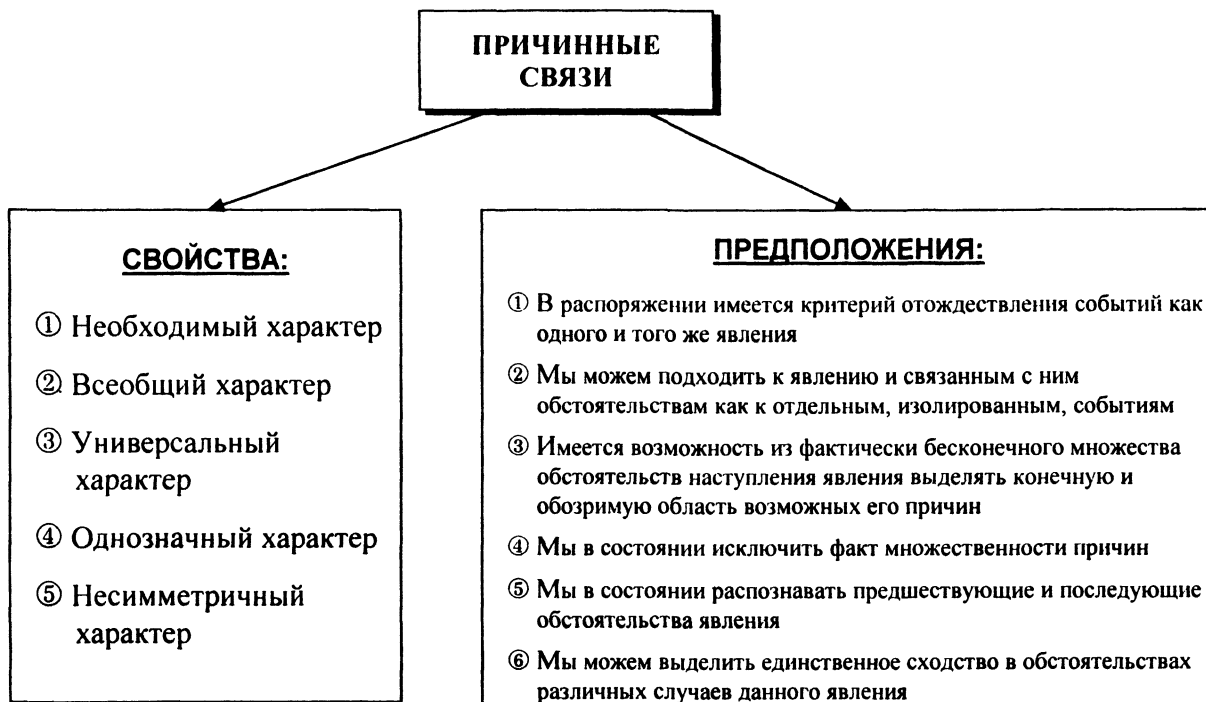 ПРИЧИННЫЕ
СВЯЗИ
СВОЙСТВА:
① Необходимый характер
② Всеобщий характер
③ Универсальный
характер
④ Однозначный характер
⑤ Несимметричный
характер
ПРЕДПОЛОЖЕНИЯ:
① В распоряжении имеется критерий отождествления событий как
одного и того же явления
② Мы можем подходить к явлению и связанным с ним
обстоятельствам как к отдельным, изолированным, событиям
③ Имеется возможность из фактически бесконечного множества
обстоятельств наступления явления выделять конечную и
обозримую область возможных его причин
④ Мы в состоянии исключить факт множественности причин
⑤ Мы в состоянии распознавать предшествующие и последующие
обстоятельства явления
⑥ Мы можем выделить единственное сходство в обстоятельствах
различных случаев данного явления